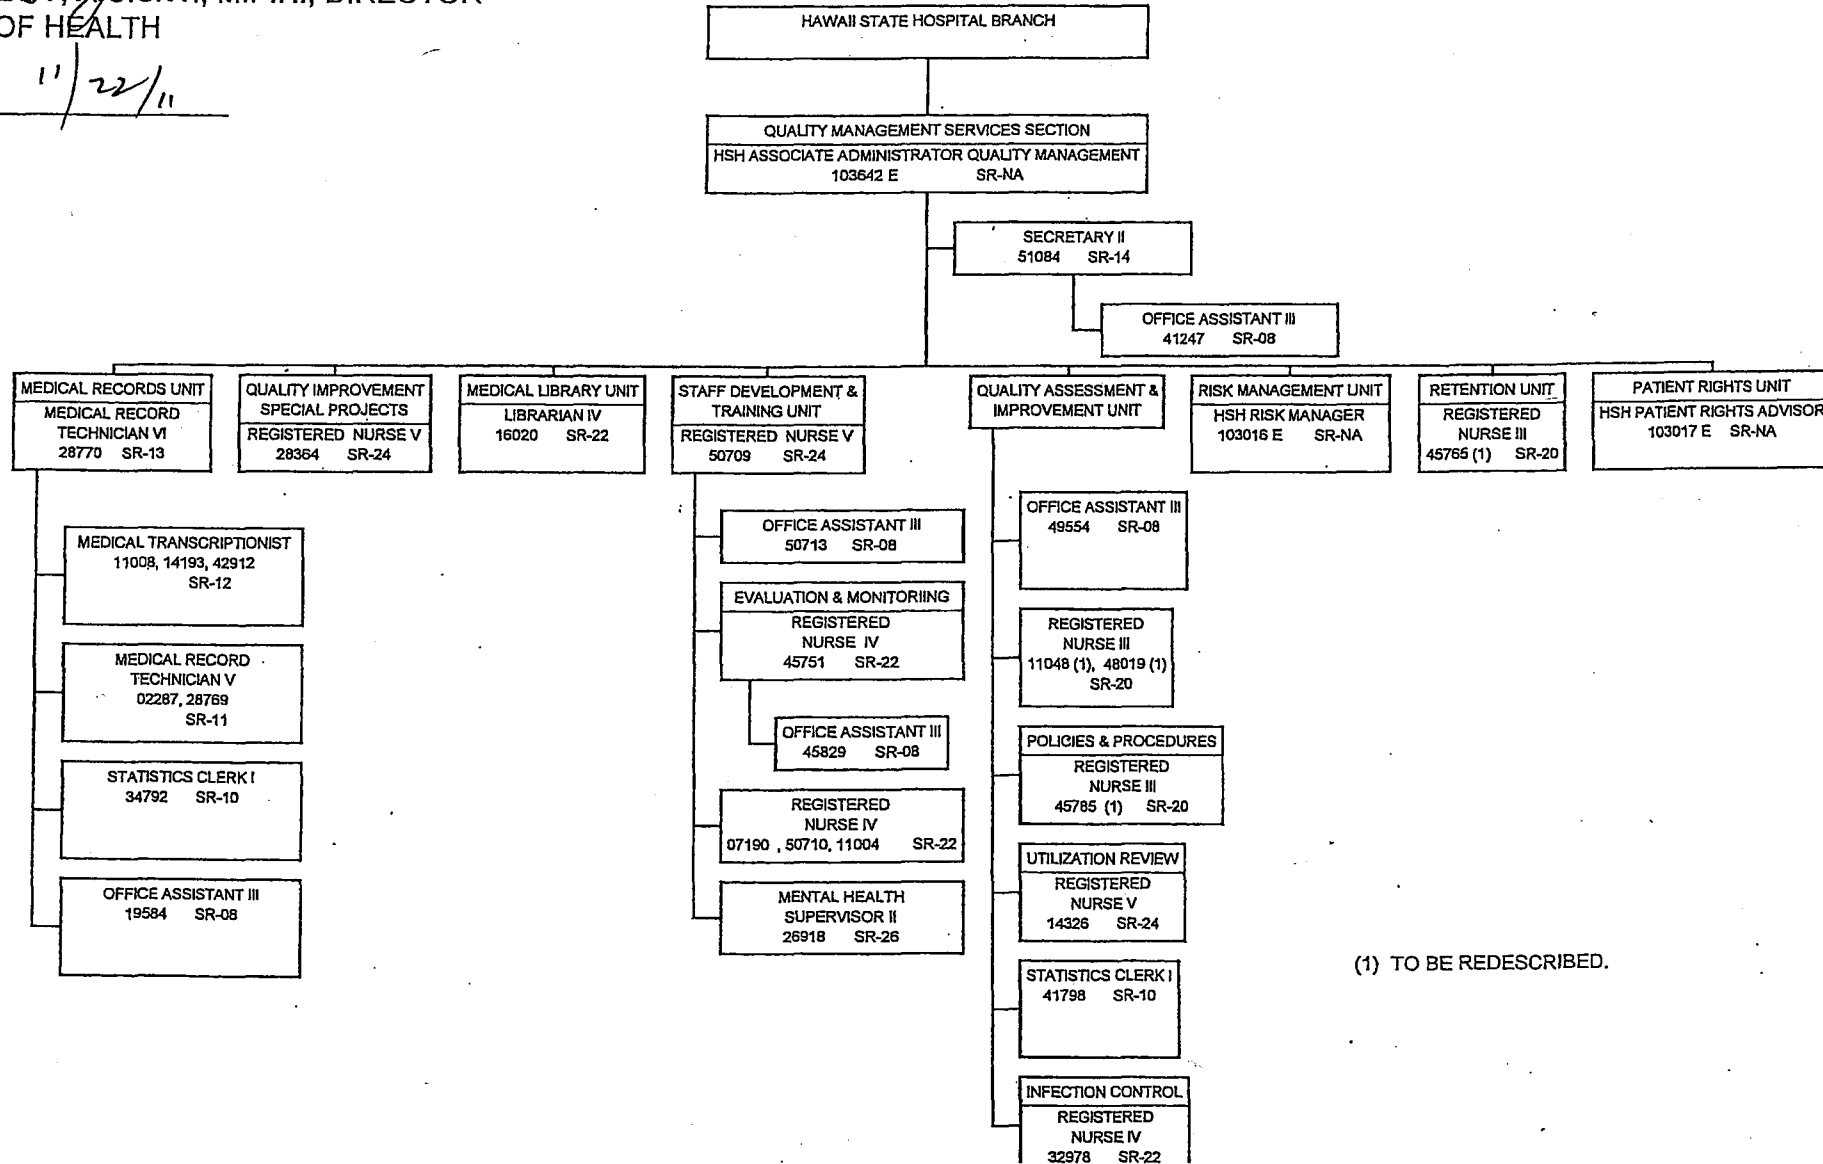 DIRECTOR
OF HEALTH
11/22/11
HAWAII STATE HOSPITAL BRANCH
QUALITY MANAGEMENT SERVICES SECTION
HSH ASSOCIATE ADMINISTRATOR QUALITY MANAGEMENT
103642 E SR-NA
SECRETARY II
51084 SR-14
OFFICE ASSISTANT III
41247 SR-08
MEDICAL RECORDS UNIT
MEDICAL RECORD
TECHNICIAN VI
28770 SR-13
MEDICAL TRANSCRIPTIONIST
11008, 14193, 42912
SR-12
MEDICAL RECORD
TECHNICIAN V
02287, 28769
SR-11
STATISTICS CLERK I
34792 SR-10
OFFICE ASSISTANT III
19584 SR-08
QUALITY IMPROVEMENT
SPECIAL PROJECTS
REGISTERED NURSE V
28364 SR-24
MEDICAL LIBRARY UNIT
LIBRARIAN IV
16020 SR-22
STAFF DEVELOPMENT &
TRAINING UNIT
REGISTERED NURSE V
50709 SR-24
OFFICE ASSISTANT III
50713 SR-08
EVALUATION & MONITORIING
REGISTERED
NURSE IV
45751 SR-22
OFFICE ASSISTANT III
45829 SR-08
REGISTERED
NURSE IV
07190 , 50710, 11004 SR-22
MENTAL HEALTH
SUPERVISOR II
26918 SR-26
QUALITY ASSESSMENT &
IMPROVEMENT UNIT
OFFICE ASSISTANT III
49554 SR-08
REGISTERED
NURSE III
11048 (1), 48019 (1)
SR-20
POLICIES & PROCEDURES
REGISTERED
NURSE III
45785 (1) SR-20
UTILIZATION REVIEW
REGISTERED
NURSE V
14326 SR-24
STATISTICS CLERK I
41798 SR-10
INFECTION CONTROL
REGISTERED
NURSE IV
32978 SR-22
RISK MANAGEMENT UNIT
HSH RISK MANAGER
103016 E SR-NA
RETENTION UNIT
REGISTERED
NURSE III
45765 (1) SR-20
PATIENT RIGHTS UNIT
HSH PATIENT RIGHTS ADVISOR
103017 E SR-NA
(1) TO BE REDESCRIBED.